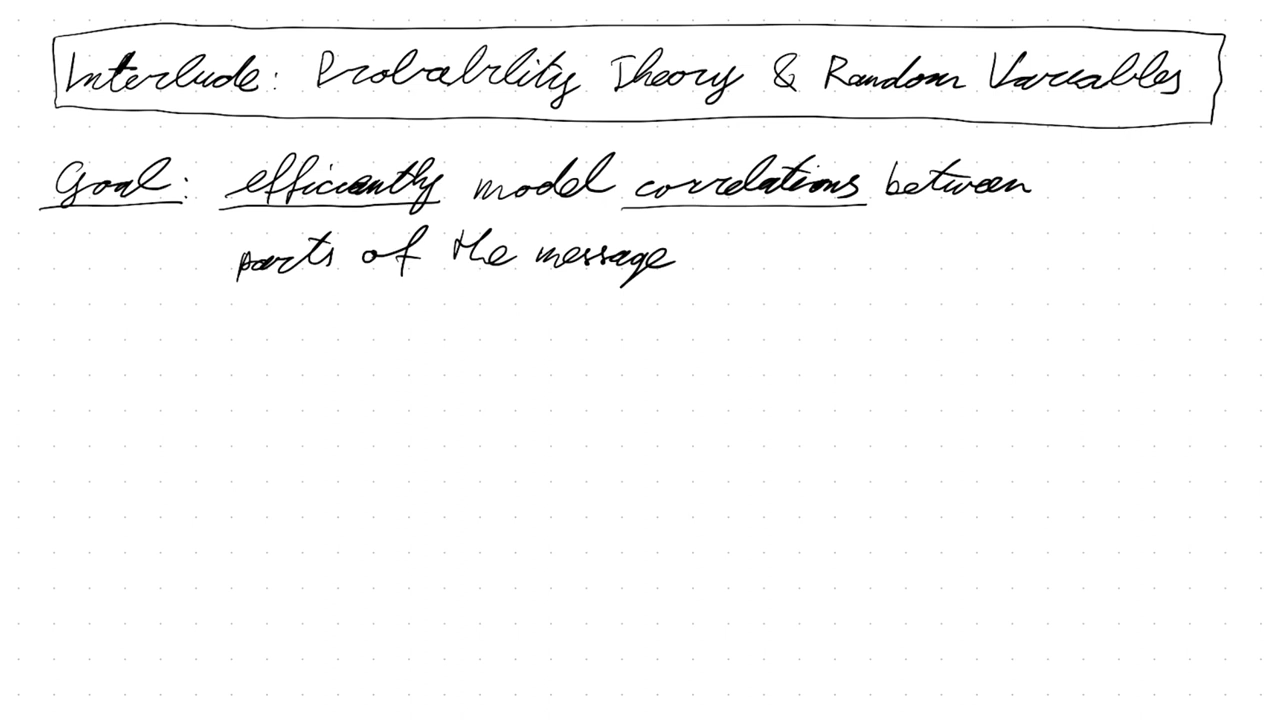 Interlude: Probability Theory & Random Variables
Goal: efficiently model correlations between
parts of the message